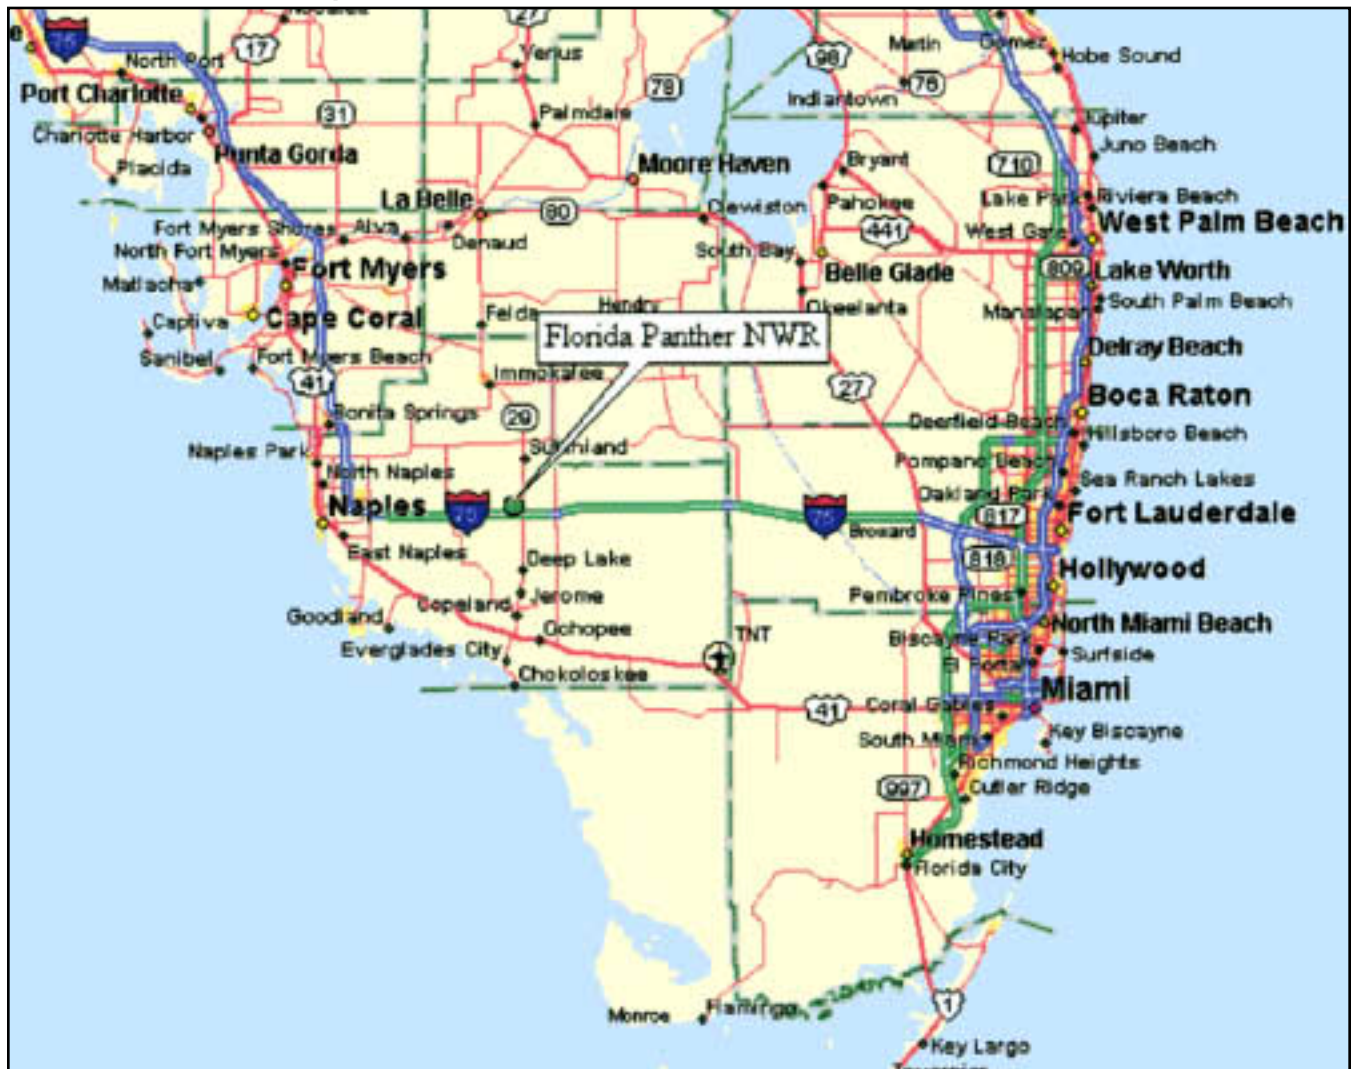 27
Nocatee
75
17
Venus
98
Martin
Gomez
Hobe Sound
North Port
78
76
Port Charlotte
Indiantown
31
Palmdale
Jupiter
Charlotte Harbor
Punta Gorda
Juno Beach
Placida
Moore Haven
Bryant
710
La Belle
Lake Park
Riviera Beach
80
Clewiston
Pahokee
West Palm Beach
Fort Myers Shores
Alva
Denaud
441
West Gate
North Fort Myers
South Bay
Fort Myers
Belle Glade
809
Lake Worth
Matlacha
South Palm Beach
Captiva
Cape Coral
Felda
Hendry
Okeelanta
Manalapan
Florida Panther NWR
Sanibel
Fort Myers Beach
Delray Beach
41
Immokalee
27
Boca Raton
Bonita Springs
29
Deerfield Beach
Hillsboro Beach
Naples Park
Sunniland
North Naples
Pompano Beach
Sea Ranch Lakes
Naples
75
75
Oakland Park
817
Fort Lauderdale
Broward
East Naples
Deep Lake
818
Hollywood
Copeland
Jerome
Pembroke Pines
Goodland
Ochopee
TNT
Biscayne Park
North Miami Beach
Everglades City
El Portal
Surfside
Chokoloskee
Miami
41
Coral Gables
South Miami
Key Biscayne
Richmond Heights
997
Cutler Ridge
Homestead
Florida City
Monroe
Flamingo
1
Key Largo